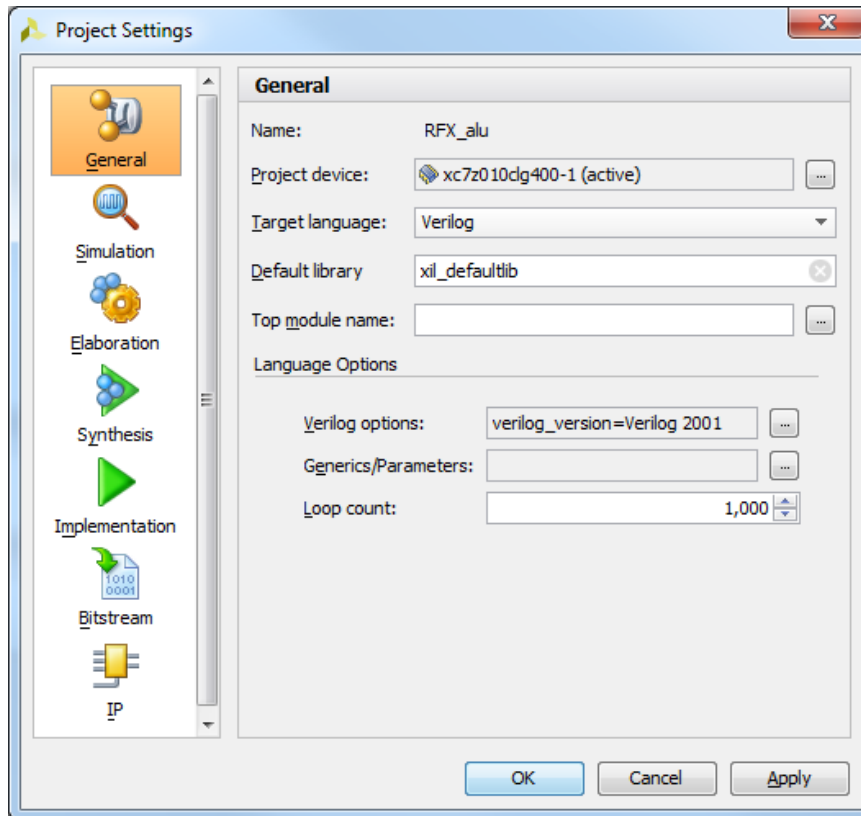 Project Settings
General
Simulation
Elaboration
Synthesis
Implementation
1010
0001
Bitstream
IP
General
Name: RFX_alu
Project device: xc7z010clg400-1 (active) ...
Target language: Verilog
Default library xil_defaultlib
Top module name: ...
Language Options
Verilog options: verilog_version=Verilog 2001 ...
Generics/Parameters: ...
Loop count: 1,000
OK Cancel Apply